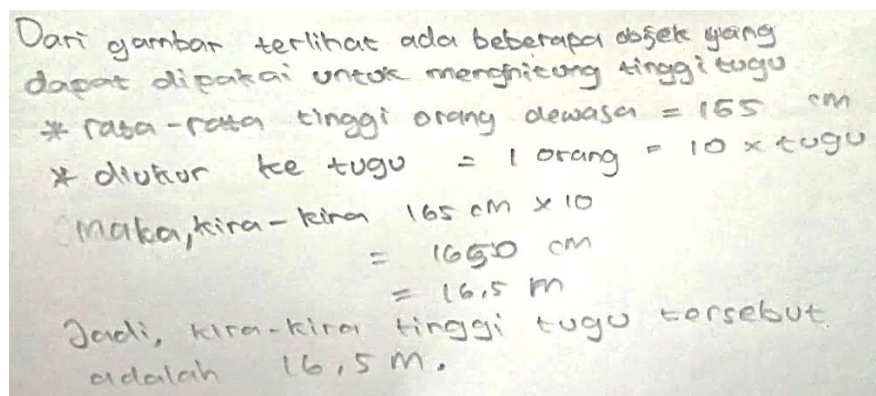 Dari gambar terlihat ada beberapa objek yang
dapat dipakai untuk menghitung tinggi tugu
* rata-rata tinggi orang dewasa = 165 cm
* diukur ke tugu = 1 orang = 10 x tugu
Maka, kira-kira 165 cm x 10
= 1650 cm
= 16,5 m
Jadi, kira-kira tinggi tugu tersebut
adalah 16,5 m.